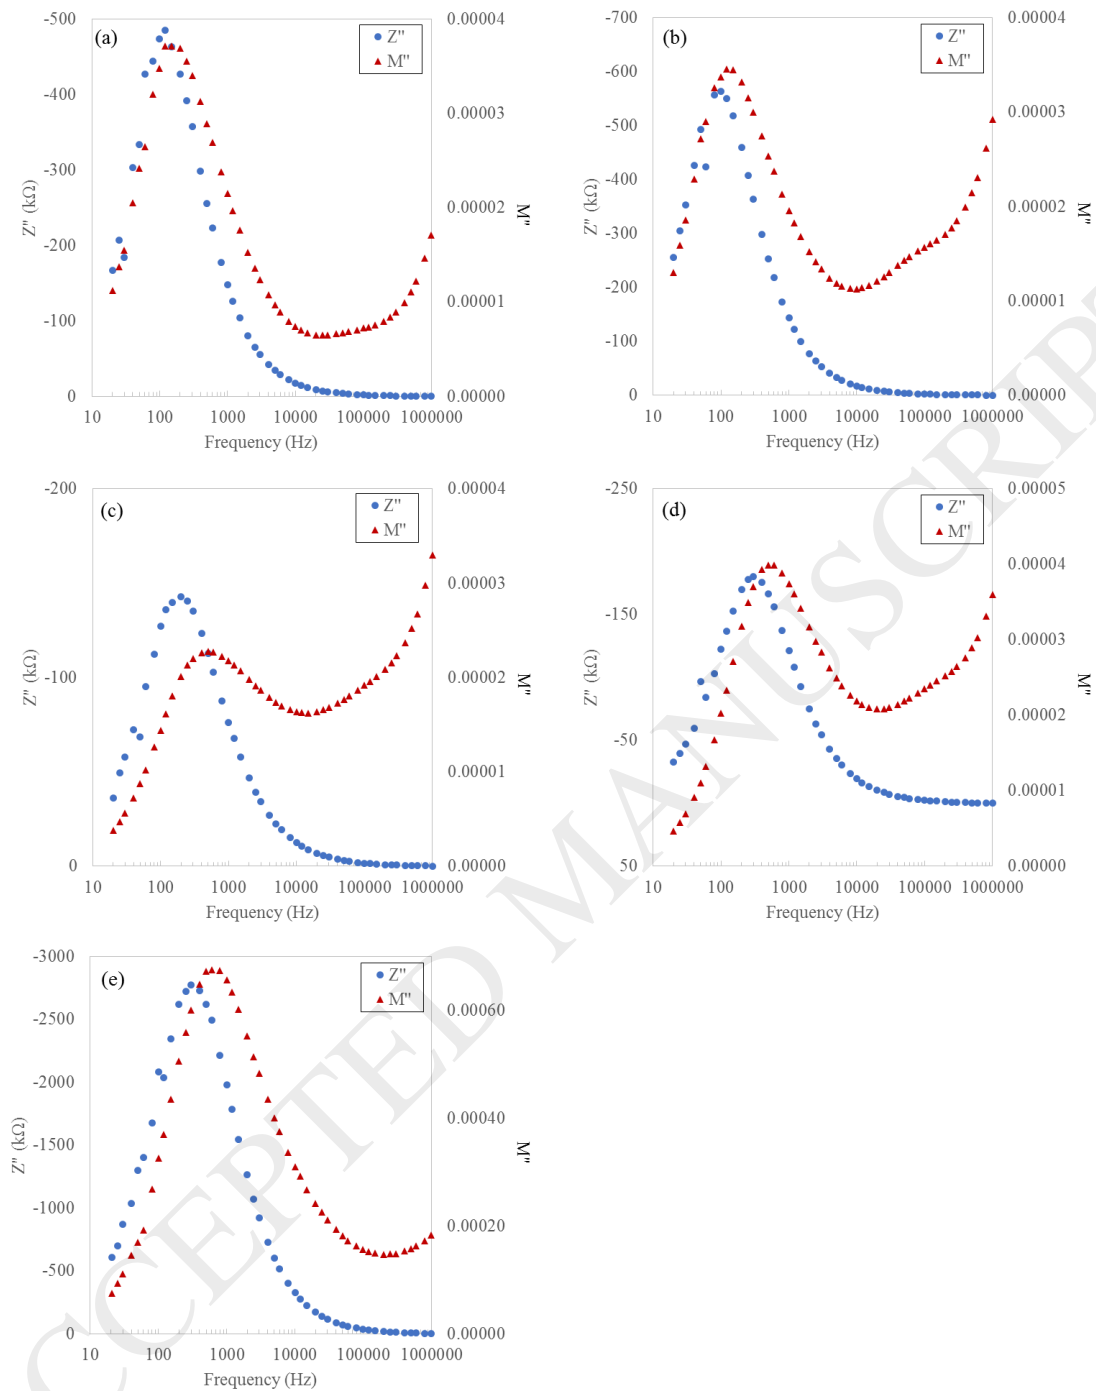 (a)
Z"
M"
-500
-400
-300
-200
-100
0
Z" (kΩ)
0.00004
0.00003
0.00002
0.00001
0.00000
M"
10 100 1000 10000 100000 1000000
Frequency (Hz)
(b)
Z"
M"
-700
-600
-500
-400
-300
-200
-100
0
Z" (kΩ)
0.00004
0.00003
0.00002
0.00001
0.00000
M"
10 100 1000 10000 100000 1000000
Frequency (Hz)
(c)
Z"
M"
-200
-100
0
Z" (kΩ)
0.00004
0.00003
0.00002
0.00001
0.00000
M"
10 100 1000 10000 100000 1000000
Frequency (Hz)
(d)
Z"
M"
-250
-150
-50
50
Z" (kΩ)
0.00005
0.00004
0.00003
0.00002
0.00001
0.00000
M"
10 100 1000 10000 100000 1000000
Frequency (Hz)
(e)
Z"
M"
-3000
-2500
-2000
-1500
-1000
-500
0
Z" (kΩ)
0.00060
0.00040
0.00020
0.00000
M"
10 100 1000 10000 100000 1000000
Frequency (Hz)
CCEPTED MANUSCRIPT